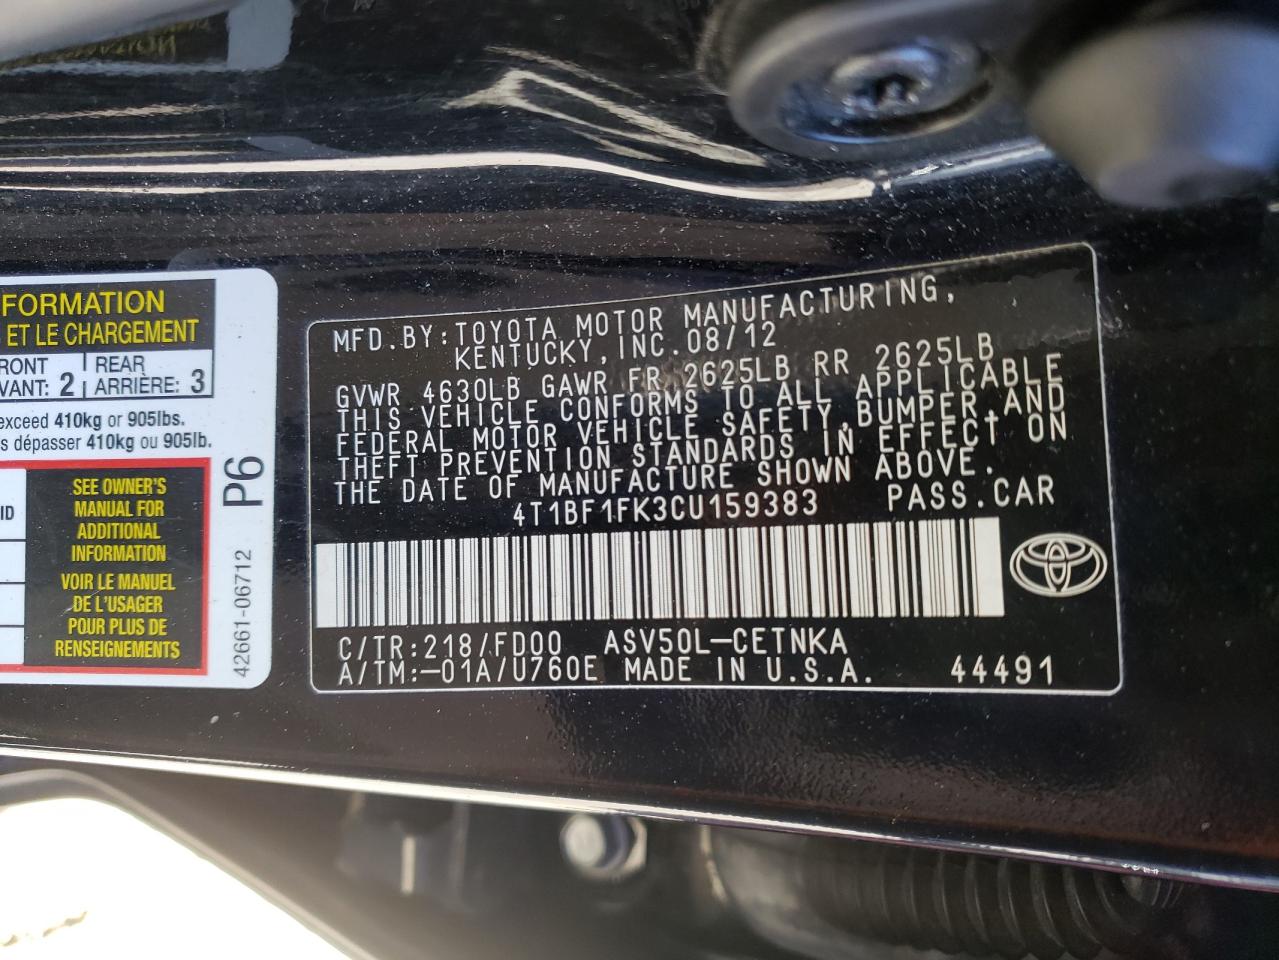 FORMATION
ET LE CHARGEMENT
RONT
VANT: 2
REAR
ARRIÈRE: 3
exceed 410kg or 905lbs.
s dépasser 410kg ou 905lb.
ID
SEE OWNER'S
MANUAL FOR
ADDITIONAL
INFORMATION
VOIR LE MANUEL
DE L'USAGER
POUR PLUS DE
RENSEIGNEMENTS
P6
42661-06712
MFD.BY:TOYOTA MOTOR MANUFACTURING,
KENTUCKY,INC.08/12
GVWR 4630LB GAWR FR 2625LB RR 2625LB
THIS VEHICLE CONFORMS TO ALL APPLICABLE
FEDERAL MOTOR VEHICLE SAFETY,BUMPER,AND
THEFT PREVENTION STANDARDS IN EFFECT ON
THE DATE OF MANUFACTURE SHOWN ABOVE.
4T1BF1FK3CU159383 PASS.CAR
C/TR:218/FD00 ASV50L-CETNKA
A/TM:-01A/U760E MADE IN U.S.A. 44491